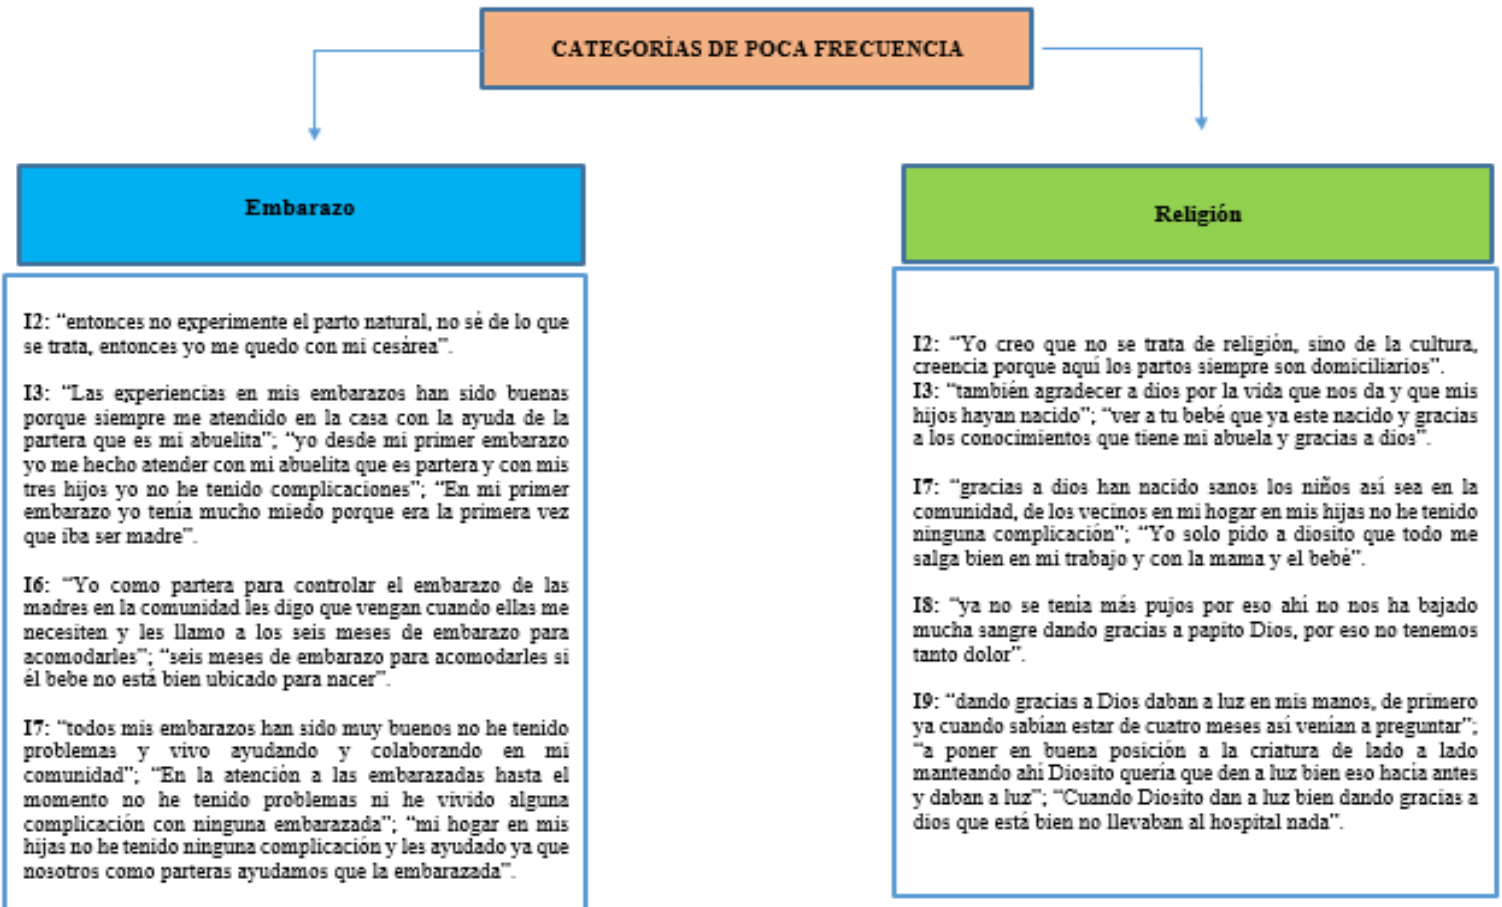 CATEGORÍAS DE POCA FRECUENCIA
Embarazo
I2: “entonces no experimente el parto natural, no sé de lo que
se trata, entonces yo me quedo con mi cesárea”.
I3: “Las experiencias en mis embarazos han sido buenas
porque siempre me atendido en la casa con la ayuda de la
partera que es mi abuelita”; “yo desde mi primer embarazo
yo me hecho atender con mi abuelita que es partera y con mis
tres hijos yo no he tenido complicaciones”; “En mi primer
embarazo yo tenía mucho miedo porque era la primera vez
que iba ser madre”.
I6: “Yo como partera para controlar el embarazo de las
madres en la comunidad les digo que vengan cuando ellas me
necesiten y les llamo a los seis meses de embarazo para
acomodarles”; “seis meses de embarazo para acomodarles si
él bebe no está bien ubicado para nacer”.
I7: “todos mis embarazos han sido muy buenos no he tenido
problemas y vivo ayudando y colaborando en mi
comunidad”; “En la atención a las embarazadas hasta el
momento no he tenido problemas ni he vivido alguna
complicación con ninguna embarazada”; “mi hogar en mis
hijas no he tenido ninguna complicación y les ayudado ya que
nosotros como parteras ayudamos que la embarazada”.
Religión
I2: “Yo creo que no se trata de religión, sino de la cultura,
creencia porque aquí los partos siempre son domiciliarios”.
I3: “también agradecer a dios por la vida que nos da y que mis
hijos hayan nacido”; “ver a tu bebé que ya este nacido y gracias
a los conocimientos que tiene mi abuela y gracias a dios”.
I7: “gracias a dios han nacido sanos los niños así sea en la
comunidad, de los vecinos en mi hogar en mis hijas no he tenido
ninguna complicación”; “Yo solo pido a diosito que todo me
salga bien en mi trabajo y con la mama y el bebé”.
I8: “ya no se tenía más pujos por eso ahí no nos ha bajado
mucha sangre dando gracias a papito Dios, por eso no tenemos
tanto dolor”.
I9: “dando gracias a Dios daban a luz en mis manos, de primero
ya cuando sabían estar de cuatro meses así venían a preguntar”;
“a poner en buena posición a la criatura de lado a lado
manteando ahí Diosito quería que den a luz bien eso hacía antes
y daban a luz”; “Cuando Diosito dan a luz bien dando gracias a
dios que está bien no llevaban al hospital nada”.